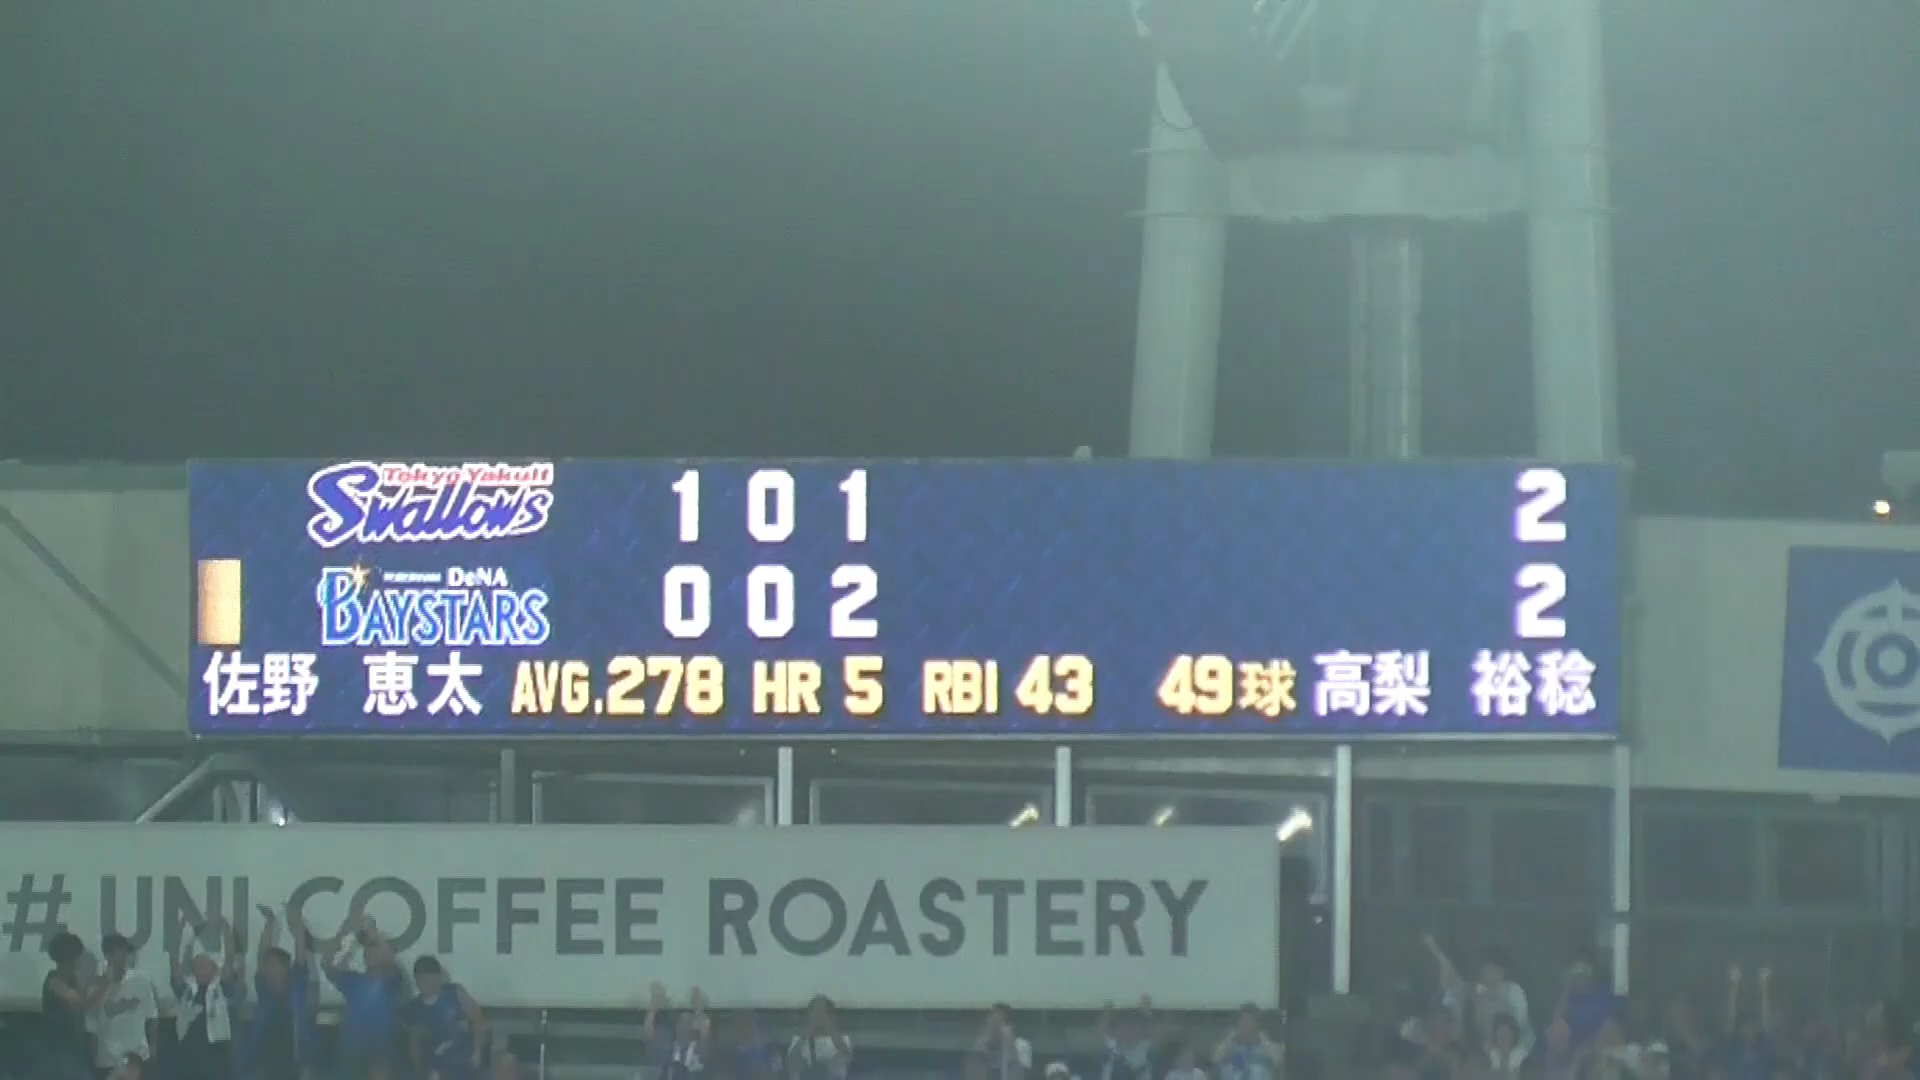 Tokyo Yakult
Swallows 1 0 1 2
DeNA
BAYSTARS 0 0 2 2
佐野 恵太 AVG.278 HR 5 RBI 43 49球 高梨 裕稔
# UNI COFFEE ROASTERY